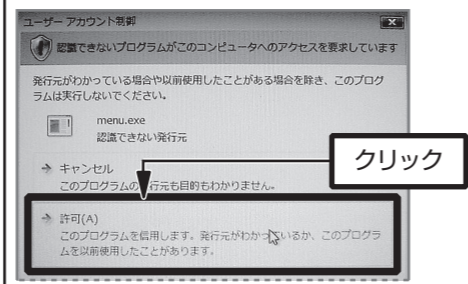 ユーザー アカウント制御
認識できないプログラムがこのコンピュータへのアクセスを要求しています
発行元がわかっている場合や以前使用したことがある場合を除き、このプログ
ラムは実行しないでください。
menu.exe
認識できない発行元
クリック
キャンセル
このプログラムの発行元も目的もわかりません。
許可(A)
このプログラムを信用します。発行元がわかっているか、このプログラ
ムを以前使用したことがあります。